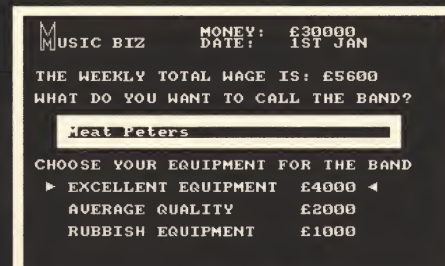 MUSIC BIZ MONEY: £30000
DATE: 1ST JAN
THE WEEKLY TOTAL WAGE IS: £5600
WHAT DO YOU WANT TO CALL THE BAND?
Meat Peters
CHOOSE YOUR EQUIPMENT FOR THE BAND
► EXCELLENT EQUIPMENT £4000 ◄
AVERAGE QUALITY £2000
RUBBISH EQUIPMENT £1000